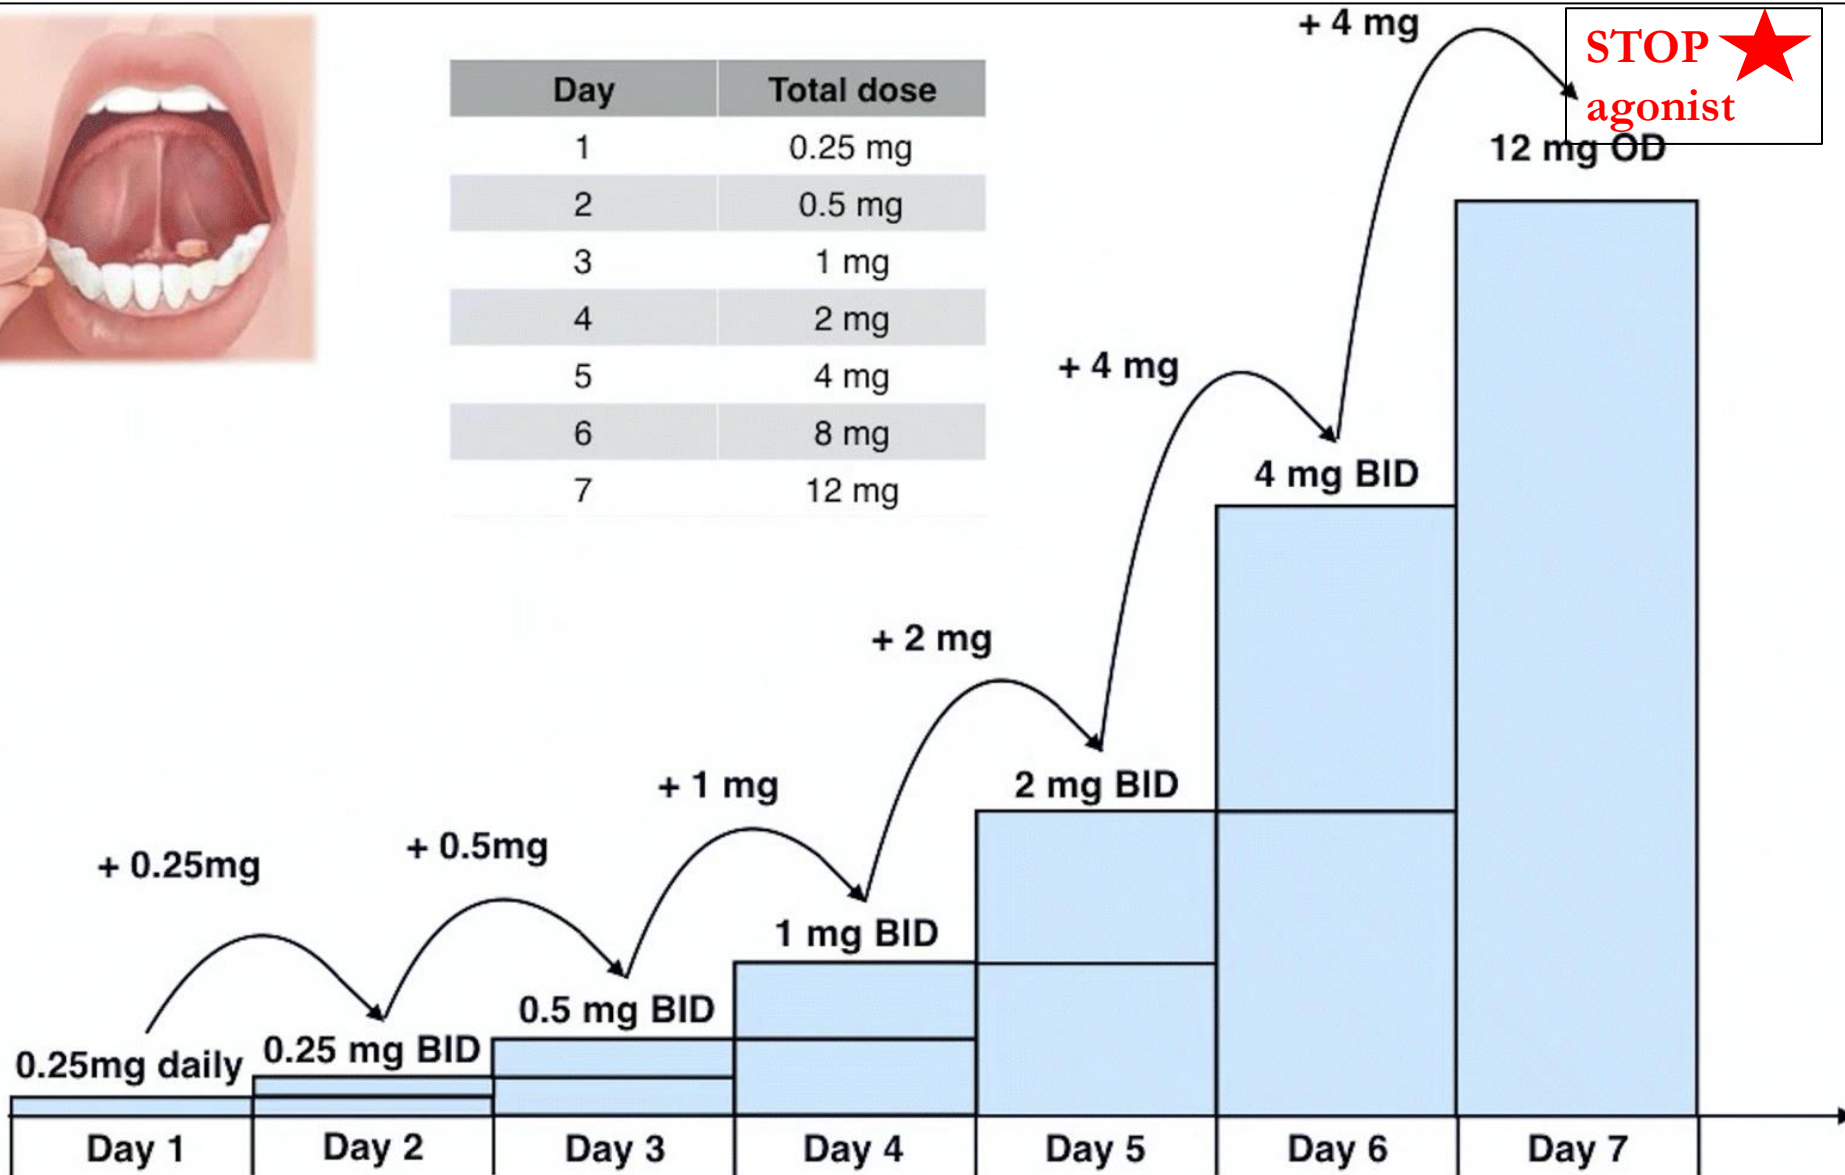 + 4 mg
STOP
agonist
12 mg OD
Day Total dose
1 0.25 mg
2 0.5 mg
3 1 mg
4 2 mg
5 4 mg
6 8 mg
7 12 mg
+ 4 mg
4 mg BID
+ 2 mg
2 mg BID
+ 1 mg
1 mg BID
+ 0.5mg
0.5 mg BID
+ 0.25mg
0.25 mg BID
0.25mg daily
Day 1 Day 2 Day 3 Day 4 Day 5 Day 6 Day 7